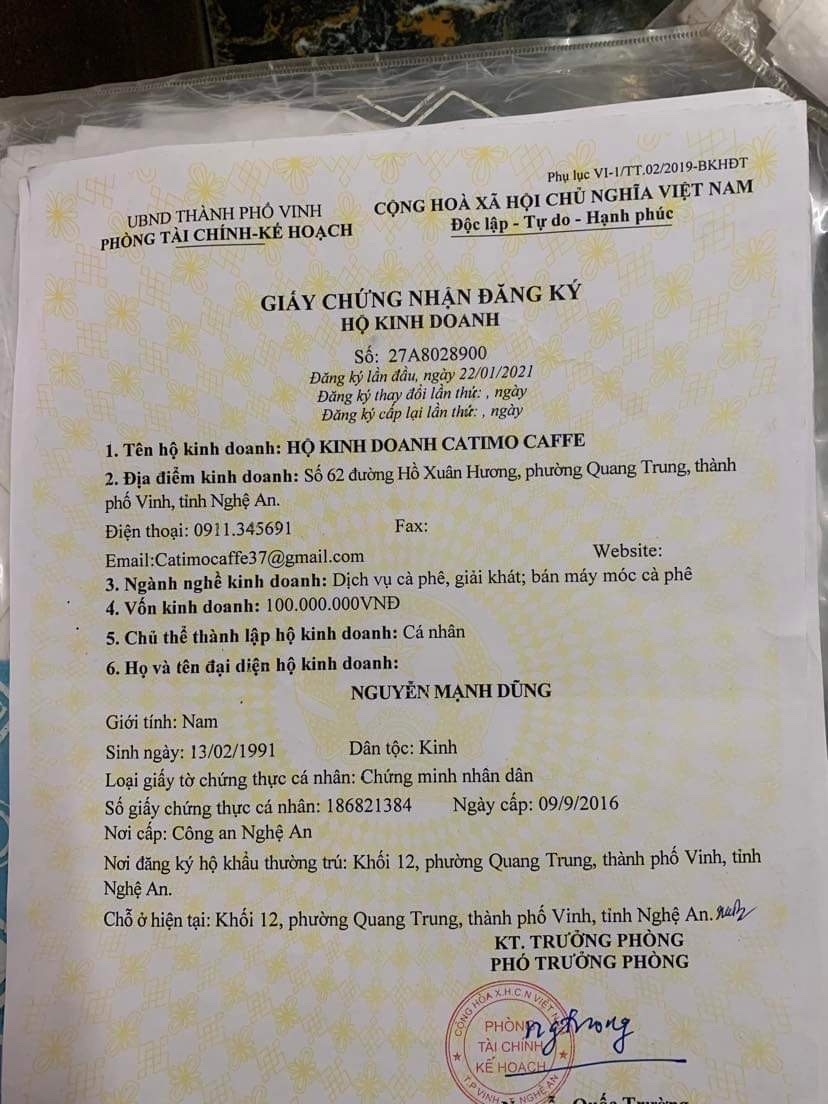 Phụ lục VI-1/TT.02/2019-BKHĐT
UBND THÀNH PHỐ VINH
PHÒNG TÀI CHÍNH-KẾ HOẠCH
CỘNG HOÀ XÃ HỘI CHỦ NGHĨA VIỆT NAM
Độc lập - Tự do - Hạnh phúc
GIẤY CHỨNG NHẬN ĐĂNG KÝ
HỘ KINH DOANH
Số: 27A8028900
Đăng ký lần đầu, ngày 22/01/2021
Đăng ký thay đổi lần thứ: , ngày
Đăng ký cấp lại lần thứ: , ngày
1. Tên hộ kinh doanh: HỘ KINH DOANH CATIMO CAFFE
2. Địa điểm kinh doanh: Số 62 đường Hồ Xuân Hương, phường Quang Trung, thành
phố Vinh, tỉnh Nghệ An.
Điện thoại: 0911.345691 Fax:
Email:Catimocaffe37@gmail.com Website:
3. Ngành nghề kinh doanh: Dịch vụ cà phê, giải khát; bán máy móc cà phê
4. Vốn kinh doanh: 100.000.000VNĐ
5. Chủ thể thành lập hộ kinh doanh: Cá nhân
6. Họ và tên đại diện hộ kinh doanh:
NGUYỄN MẠNH DŨNG
Giới tính: Nam
Sinh ngày: 13/02/1991 Dân tộc: Kinh
Loại giấy tờ chứng thực cá nhân: Chứng minh nhân dân
Số giấy chứng thực cá nhân: 186821384 Ngày cấp: 09/9/2016
Nơi cấp: Công an Nghệ An
Nơi đăng ký hộ khẩu thường trú: Khối 12, phường Quang Trung, thành phố Vinh, tỉnh
Nghệ An.
Chỗ ở hiện tại: Khối 12, phường Quang Trung, thành phố Vinh, tỉnh Nghệ An.
KT. TRƯỞNG PHÒNG
PHÓ TRƯỞNG PHÒNG
CỘNG HÒA X.H.C.N VIỆT
PHÒNG
TÀI CHÍNH
KẾ HOẠCH
T.P VINH NGHỆ AN
Quốc Trường